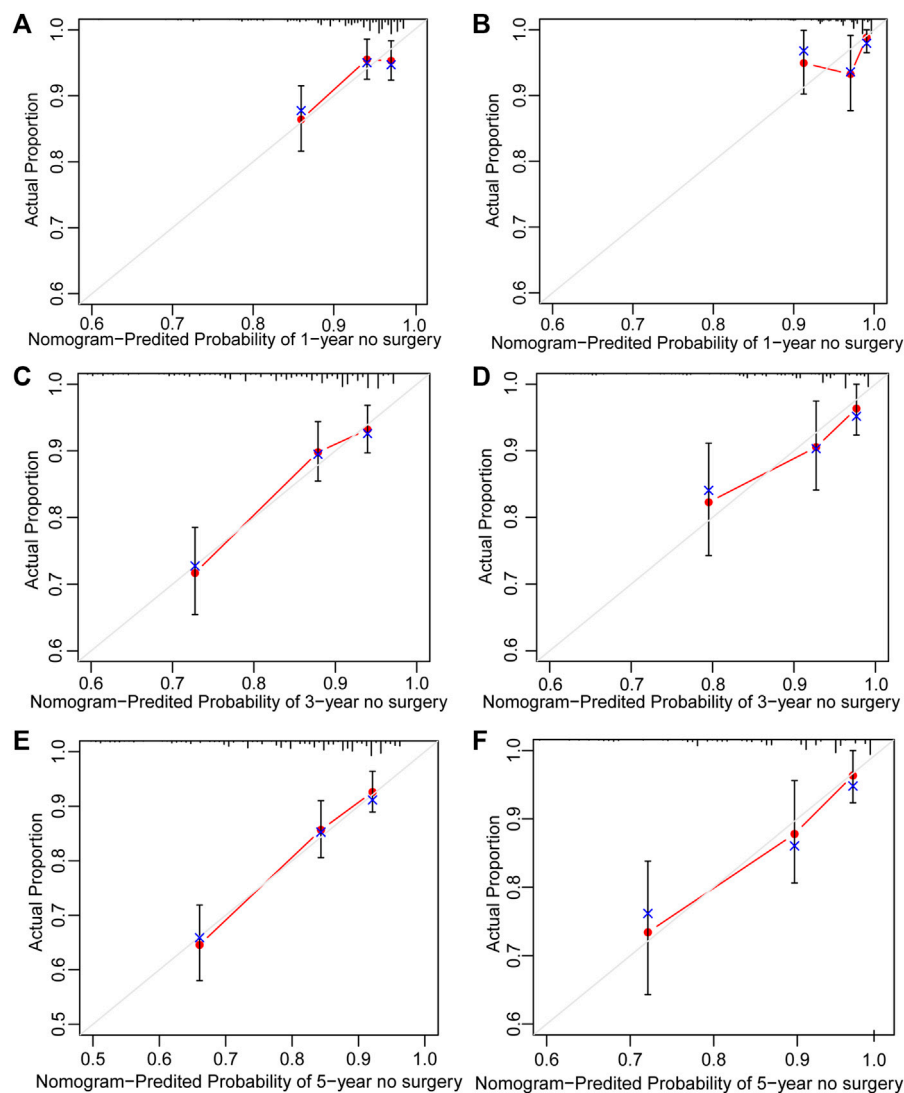 A
Actual Proportion
0.6 0.7 0.8 0.9 1.0
0.6 0.7 0.8 0.9 1.0
Nomogram−Predited Probability of 1−year no surgery
B
Actual Proportion
0.6 0.7 0.8 0.9 1.0
0.6 0.7 0.8 0.9 1.0
Nomogram−Predited Probability of 1−year no surgery
C
Actual Proportion
0.6 0.7 0.8 0.9 1.0
0.6 0.7 0.8 0.9 1.0
Nomogram−Predited Probability of 3−year no surgery
D
Actual Proportion
0.6 0.7 0.8 0.9 1.0
0.6 0.7 0.8 0.9 1.0
Nomogram−Predited Probability of 3−year no surgery
E
Actual Proportion
0.5 0.6 0.7 0.8 0.9 1.0
0.5 0.6 0.7 0.8 0.9 1.0
Nomogram−Predited Probability of 5−year no surgery
F
Actual Proportion
0.6 0.7 0.8 0.9 1.0
0.6 0.7 0.8 0.9 1.0
Nomogram−Predited Probability of 5−year no surgery